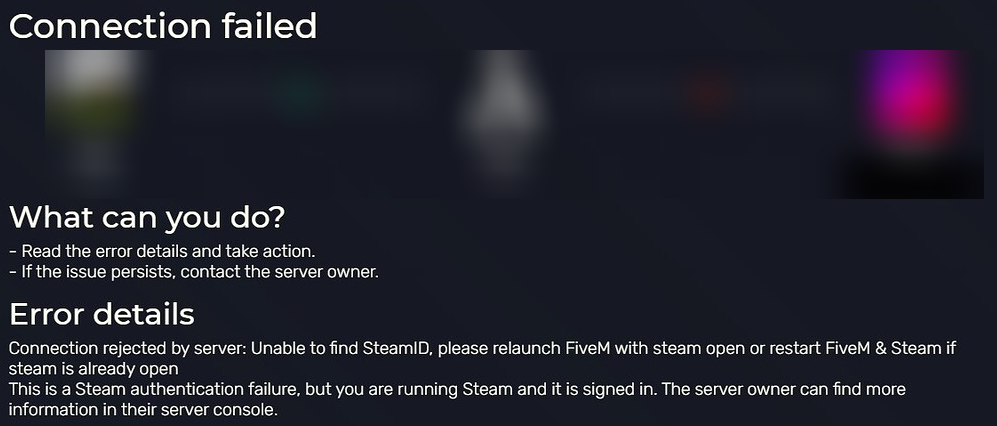 Connection failed
What can you do?
- Read the error details and take action.
- If the issue persists, contact the server owner.
Error details
Connection rejected by server: Unable to find SteamID, please relaunch FiveM with steam open or restart FiveM & Steam if
steam is already open
This is a Steam authentication failure, but you are running Steam and it is signed in. The server owner can find more
information in their server console.